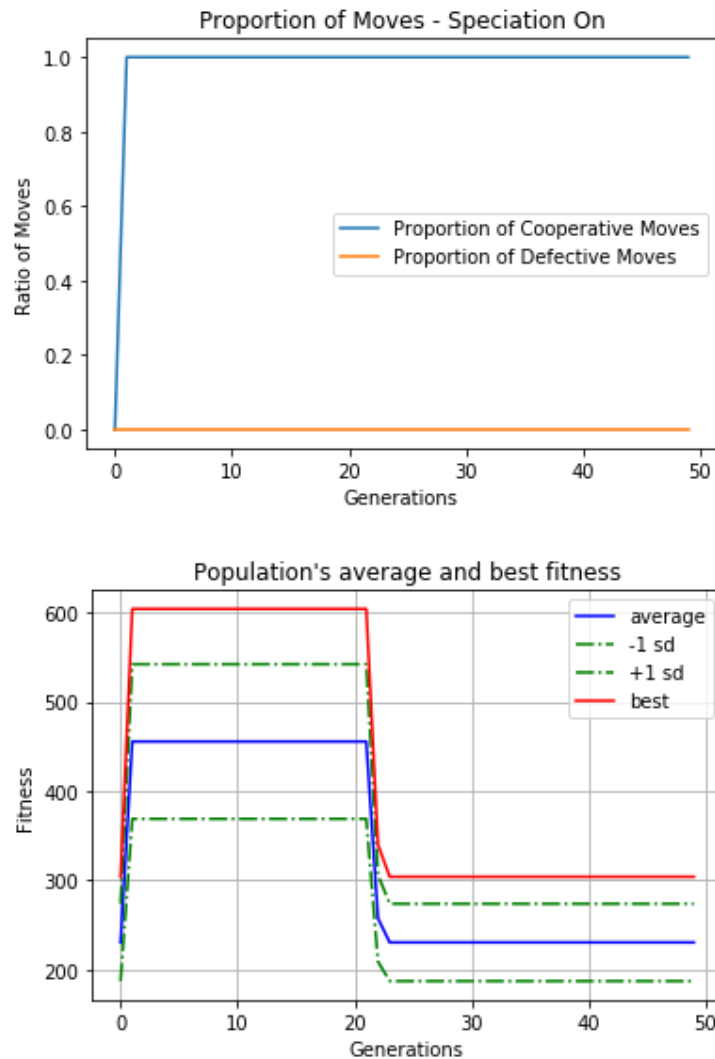 Proportion of Moves - Speciation On
1.0
0.8
0.6
0.4
0.2
0.0
Ratio of Moves
Proportion of Cooperative Moves
Proportion of Defective Moves
0 10 20 30 40 50
Generations
Population's average and best fitness
600
500
400
300
200
Fitness
average
-1 sd
+1 sd
best
0 10 20 30 40 50
Generations